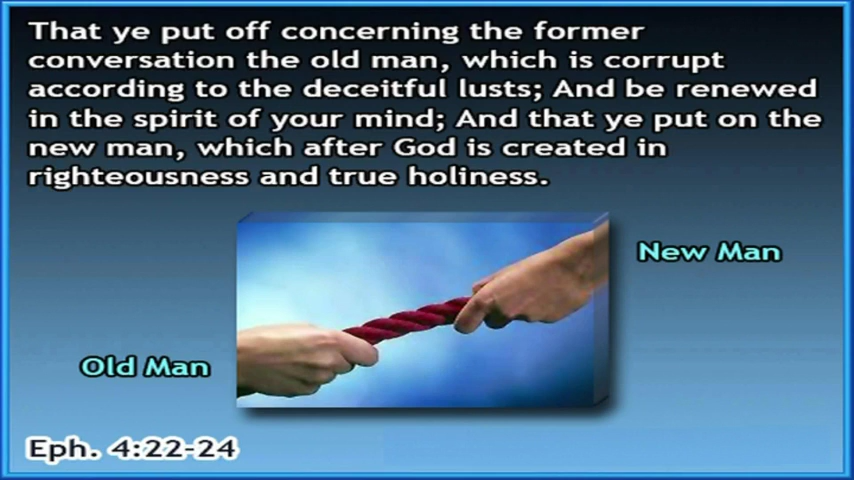 That ye put off concerning the former
conversation the old man, which is corrupt
according to the deceitful lusts; And be renewed
in the spirit of your mind; And that ye put on the
new man, which after God is created in
righteousness and true holiness.
New Man
Old Man
Eph. 4:22-24